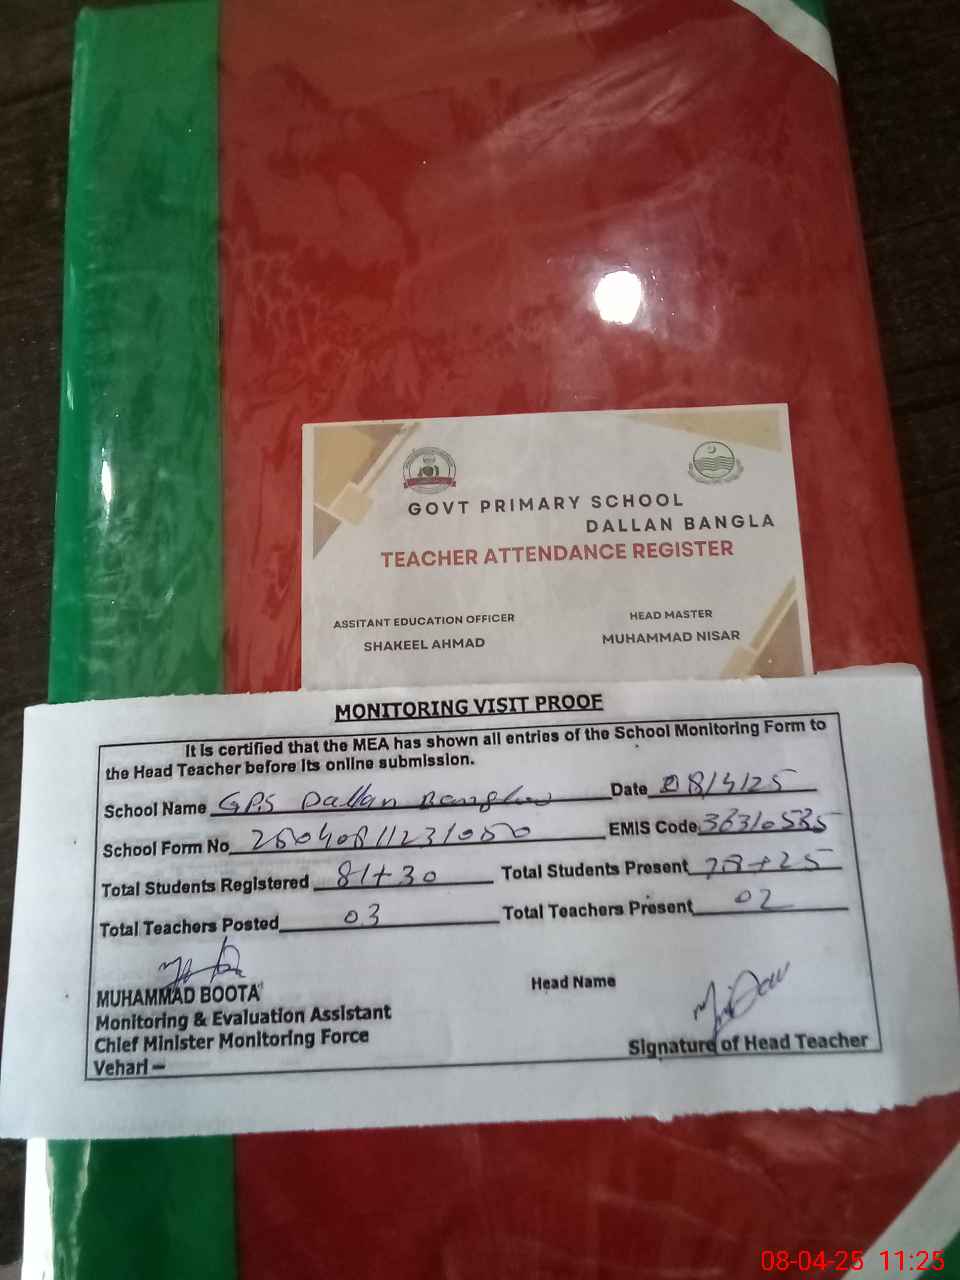 GOVT PRIMARY SCHOOL
DALLAN BANGLA
TEACHER ATTENDANCE REGISTER
ASSITANT EDUCATION OFFICER
SHAKEEL AHMAD
HEAD MASTER
MUHAMMAD NISAR
MONITORING VISIT PROOF
It is certified that the MEA has shown all entries of the School Monitoring Form to
the Head Teacher before its online submission.
School Name GPS Dallan Bangla Date 08/4/25
School Form No EMIS Code 36310535
Total Students Registered 81+30 Total Students Present 78+25
Total Teachers Posted 03 Total Teachers Present 02
MUHAMMAD BOOTA
Monitoring & Evaluation Assistant
Chief Minister Monitoring Force
Vehari –
Head Name
Signature of Head Teacher
08-04-25 11:25